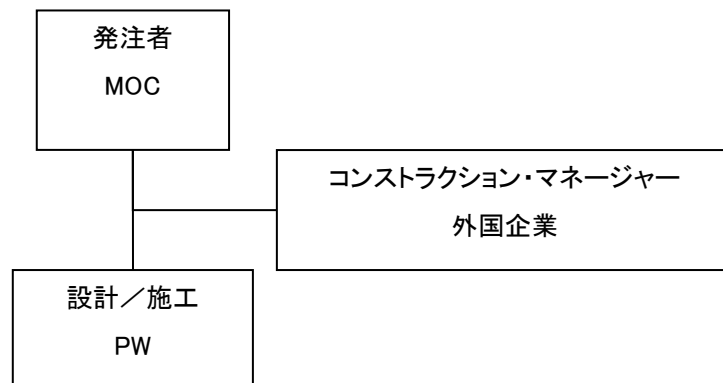 発注者
MOC
コンストラクション・マネージャー
外国企業
設計／施工
PW